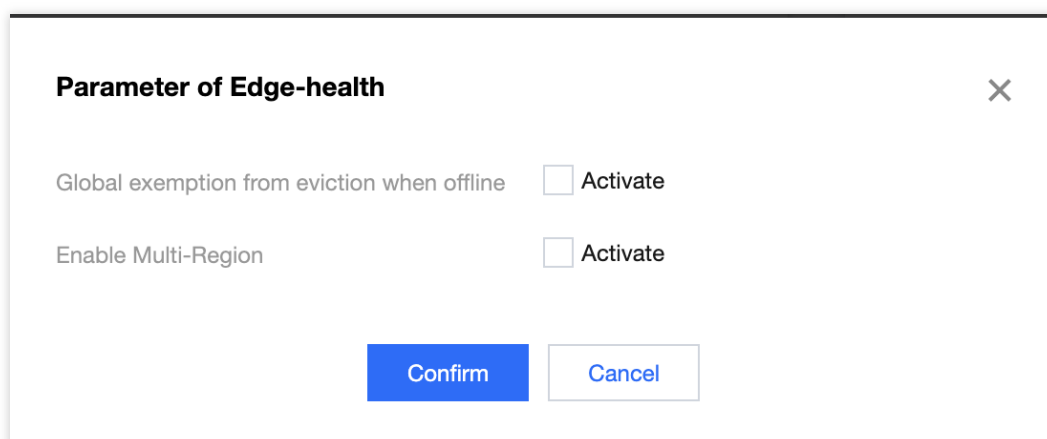 Parameter of Edge-health
Global exemption from eviction when offline
Activate
Enable Multi-Region
Activate
Confirm
Cancel